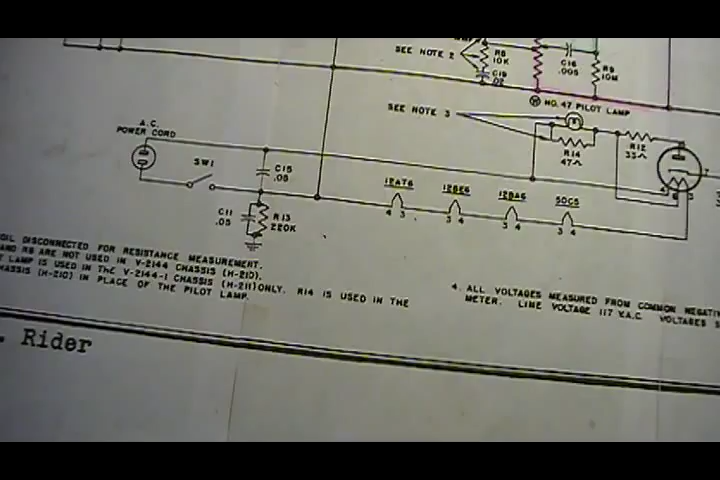 SEE NOTE 2
R8
10K
C19
.02
C16
.005
R9
10M
NO. 47 PILOT LAMP
SEE NOTE 3
A.C.
POWER CORD
SW1
C15
.05
R14
47
R12
33
7
12AT6
12BE6
12BA6
50C5
4 3
3 4
3 4
3 4
C11
.05
R13
220K
OIL DISCONNECTED FOR RESISTANCE MEASUREMENT.
AND R8 ARE NOT USED IN V-2144 CHASSIS (H-210).
T LAMP IS USED IN THE V-2144-1 CHASSIS (H-211) ONLY. R14 IS USED IN THE
HASSIS (H-210) IN PLACE OF THE PILOT LAMP.
4. ALL VOLTAGES MEASURED FROM COMMON NEGATIV
METER. LINE VOLTAGE 117 V.A.C. VOLTAGES
. Rider